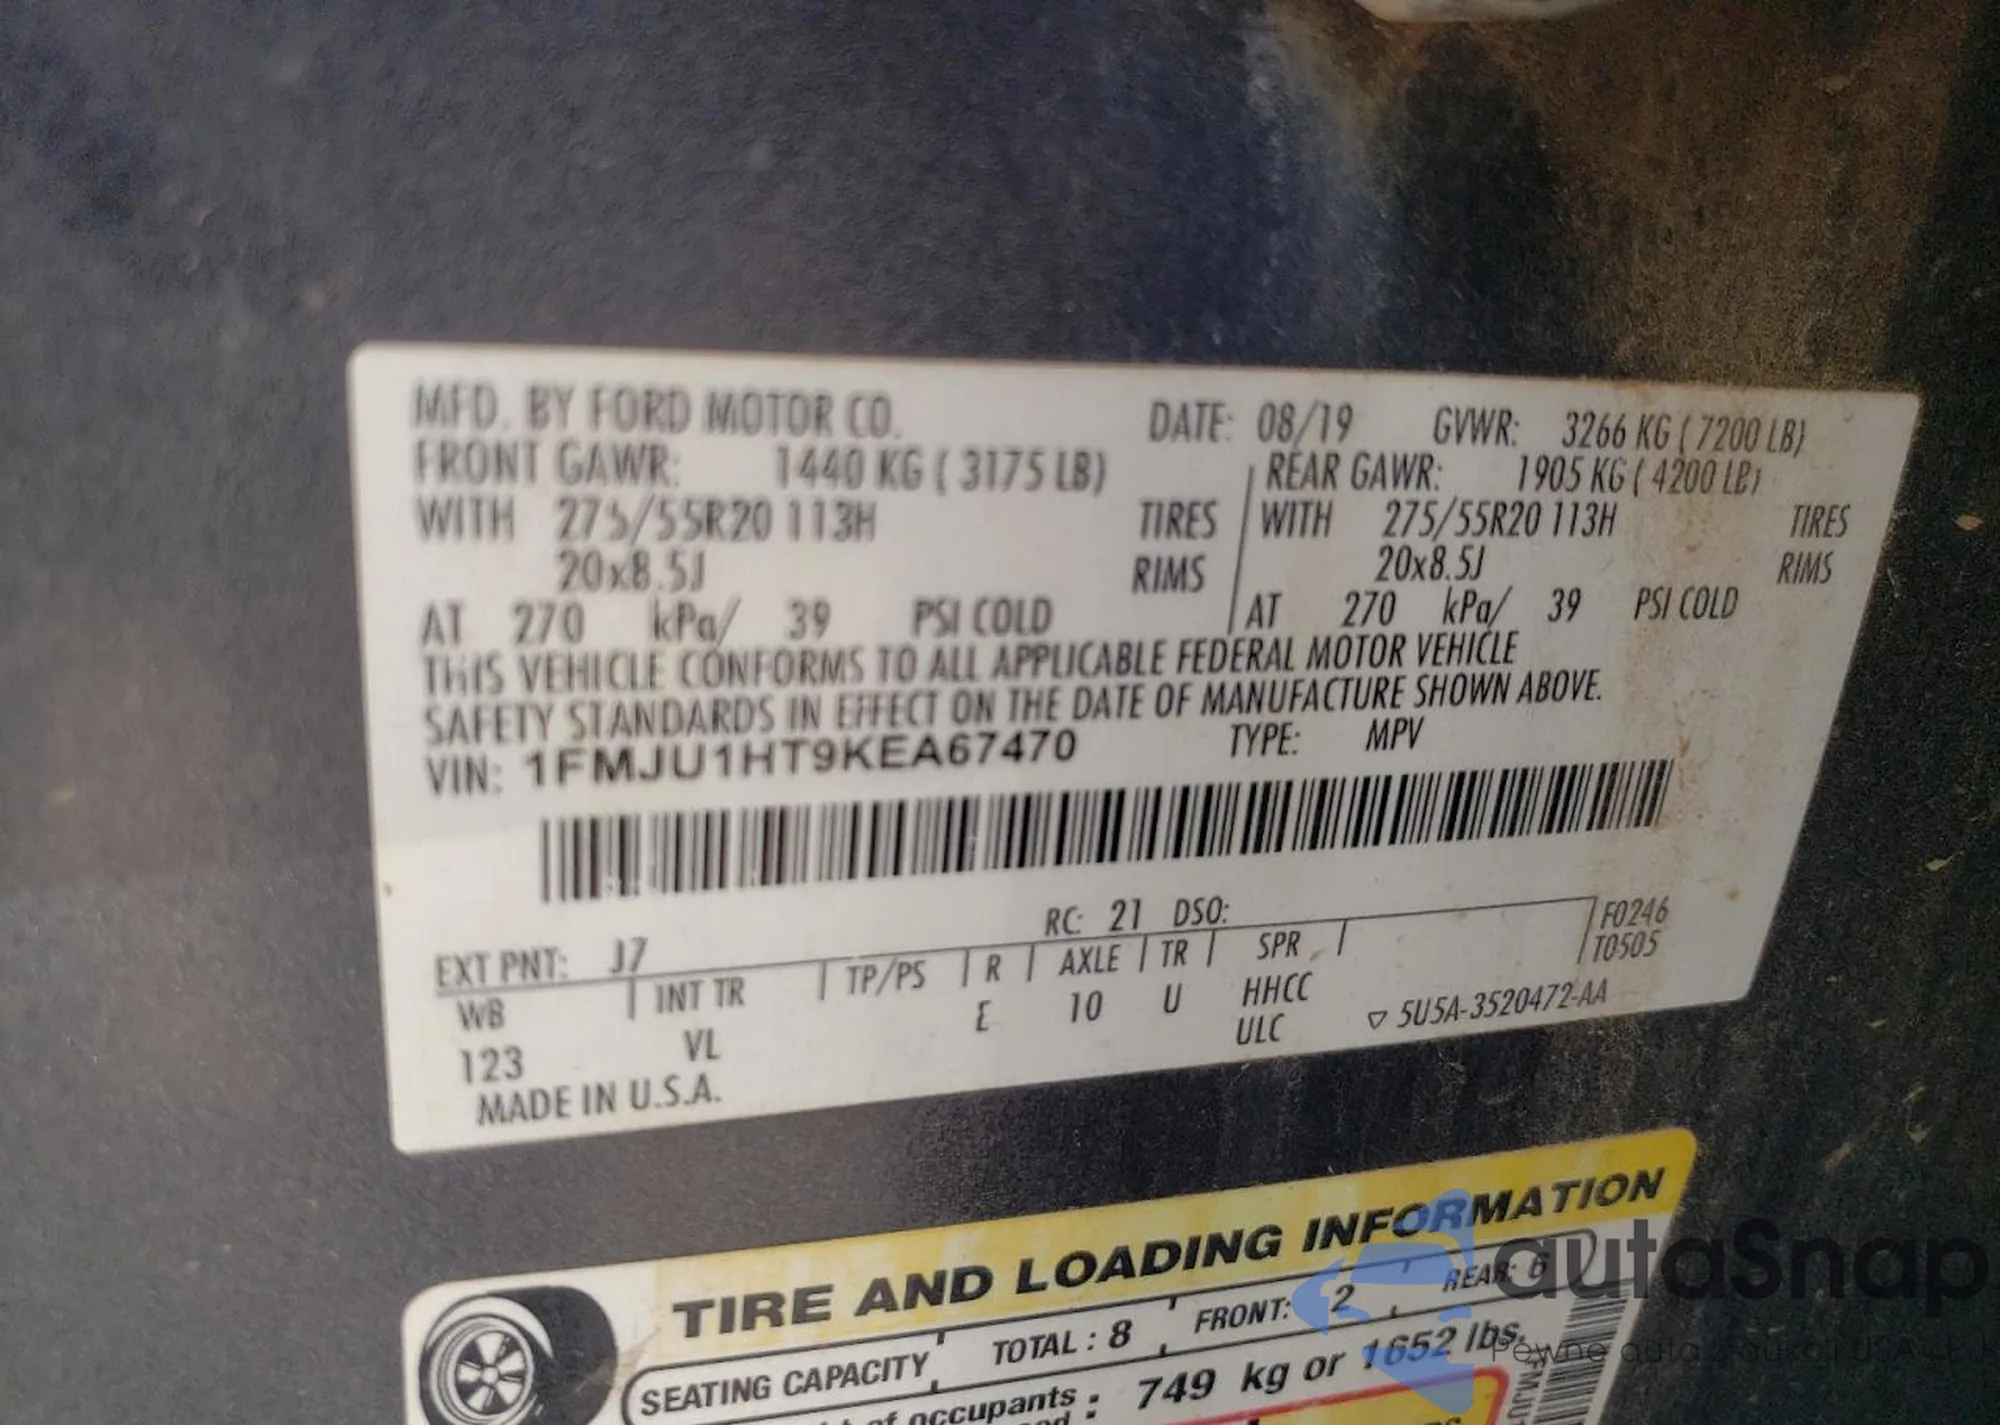 MFD. BY FORD MOTOR CO. DATE: 08/19 GVWR: 3266 KG ( 7200 LB)
FRONT GAWR: 1440 KG ( 3175 LB) REAR GAWR: 1905 KG ( 4200 LB)
WITH 275/55R20 113H TIRES WITH 275/55R20 113H TIRES
20x8.5J RIMS 20x8.5J RIMS
AT 270 kPa/ 39 PSI COLD AT 270 kPa/ 39 PSI COLD
THIS VEHICLE CONFORMS TO ALL APPLICABLE FEDERAL MOTOR VEHICLE
SAFETY STANDARDS IN EFFECT ON THE DATE OF MANUFACTURE SHOWN ABOVE.
VIN: 1FMJU1HT9KEA67470 TYPE: MPV
RC: 21 DSO:
EXT PNT: J7 F0246
T0505
WB INT TR TP/PS R AXLE TR SPR
123 VL E 10 U HHCC
ULC
▽ 5U5A-3520472-AA
MADE IN U.S.A.
TIRE AND LOADING INFORMATION
SEATING CAPACITY TOTAL : 8 FRONT: 2 REAR: 6
of occupants : 749 kg or 1652 lbs.
autaSnap
Pewne auta z aukcji USA